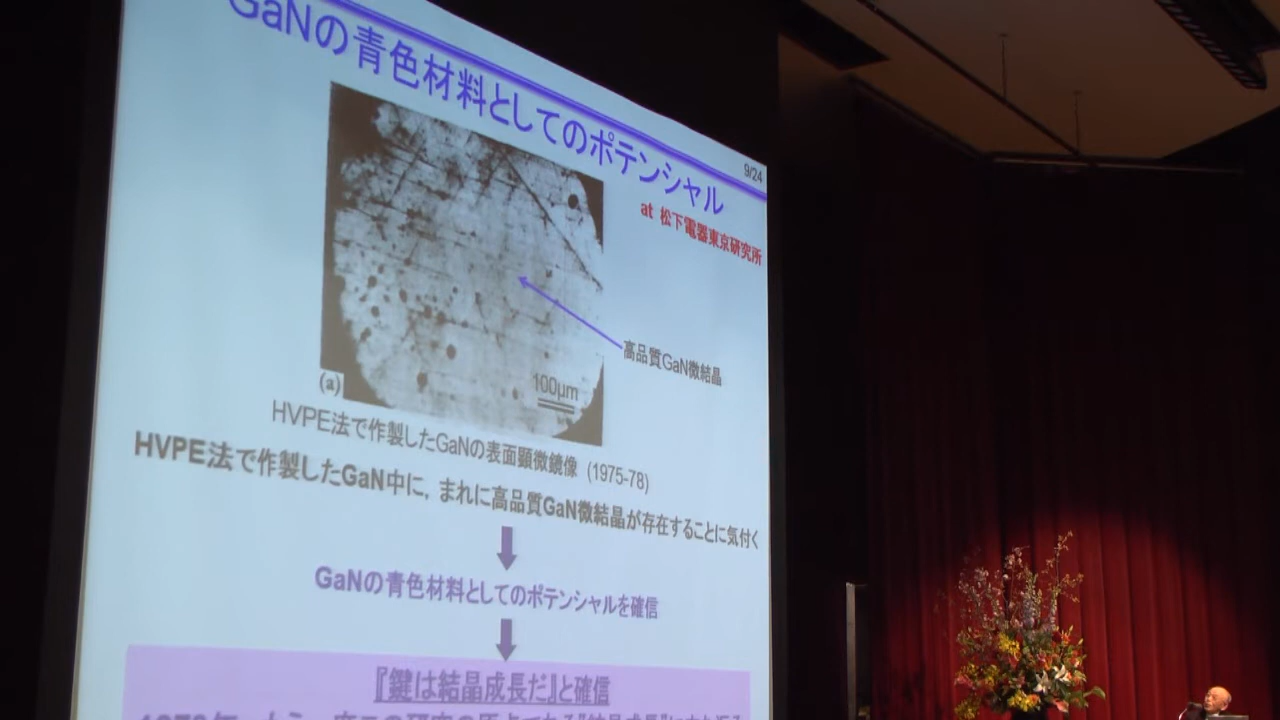 GaNの青色材料としてのポテンシャル
9/24
at 松下電器東京研究所
高品質GaN微結晶
(a)
100μm
HVPE法で作製したGaNの表面顕微鏡像 (1975-78)
HVPE法で作製したGaN中に，まれに高品質GaN微結晶が存在することに気付く
GaNの青色材料としてのポテンシャルを確信
『鍵は結晶成長だ』と確信